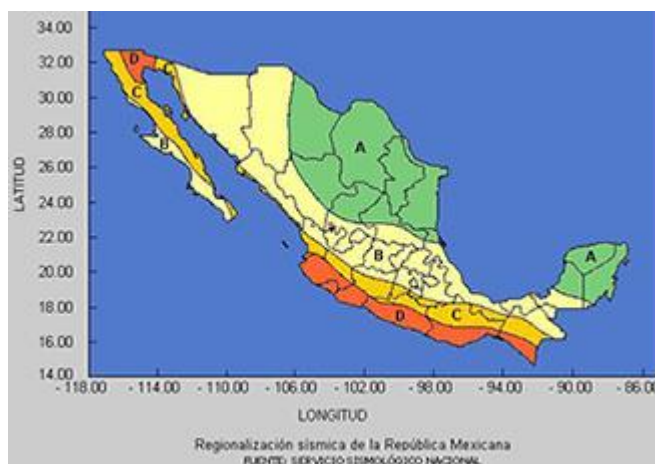 34.00
32.00
30.00
28.00
26.00
24.00
22.00
20.00
18.00
16.00
14.00
LATITUD
D
C
C
B
A
A
B
C
D
- 118.00 - 114.00 - 110.00 - 106.00 - 102.00 - 98.00 - 94.00 - 90.00 - 86.00
LONGITUD
Regionalización sísmica de la República Mexicana
FUENTE: SERVICIO SISMOLÓGICO NACIONAL